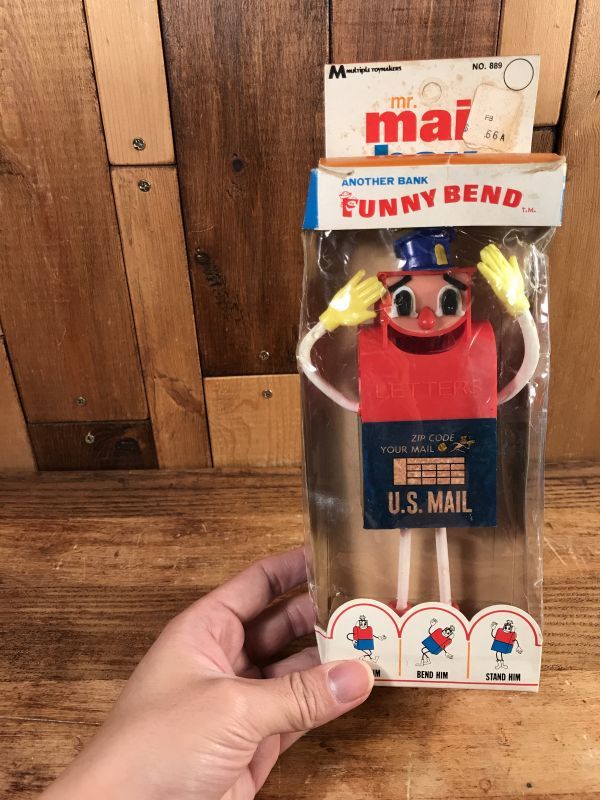 M MULTIPLE TOYMAKERS
NO. 889
mr.
mai
FB
.66A
ANOTHER BANK
FUNNY BEND T.M.
LETTERS
ZIP CODE
YOUR MAIL
U.S. MAIL
BEND HIM
STAND HIM